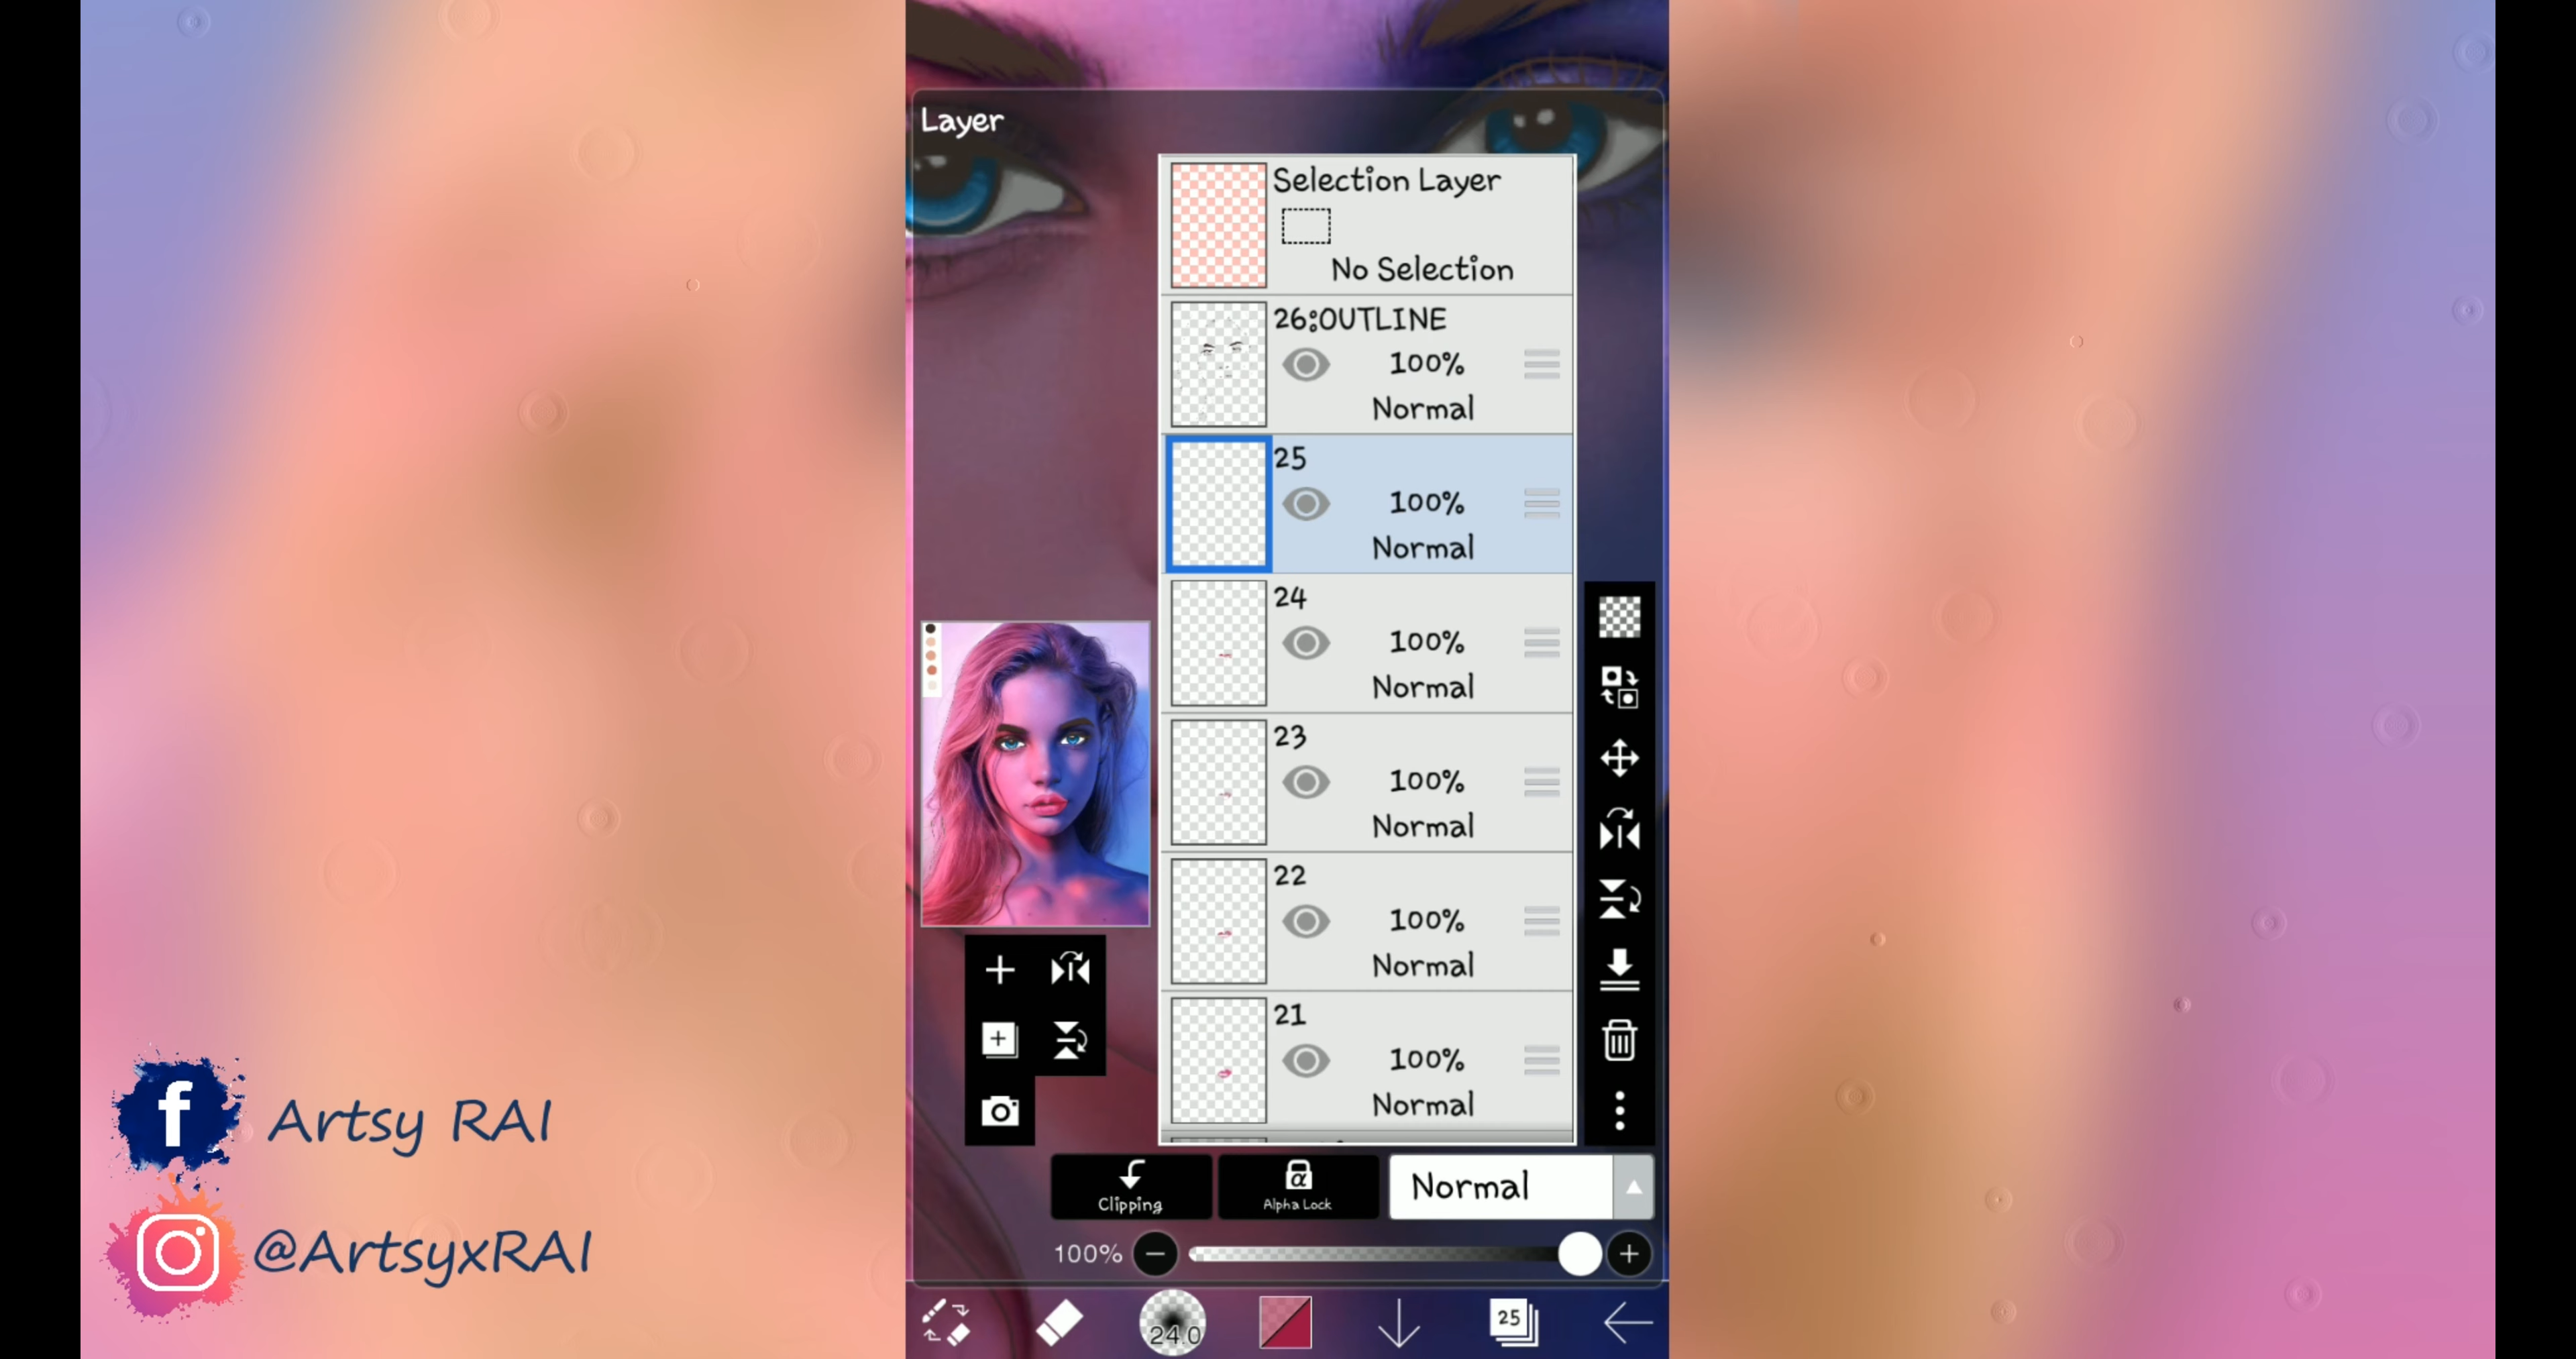 Layer
Selection Layer
No Selection
26:OUTLINE
100%
Normal
25
100%
Normal
24
100%
Normal
23
100%
Normal
22
100%
Normal
21
100%
Normal
Clipping
α
Alpha Lock
Normal
100%
24.0
25
f Artsy RAI
@ArtsyxRAI